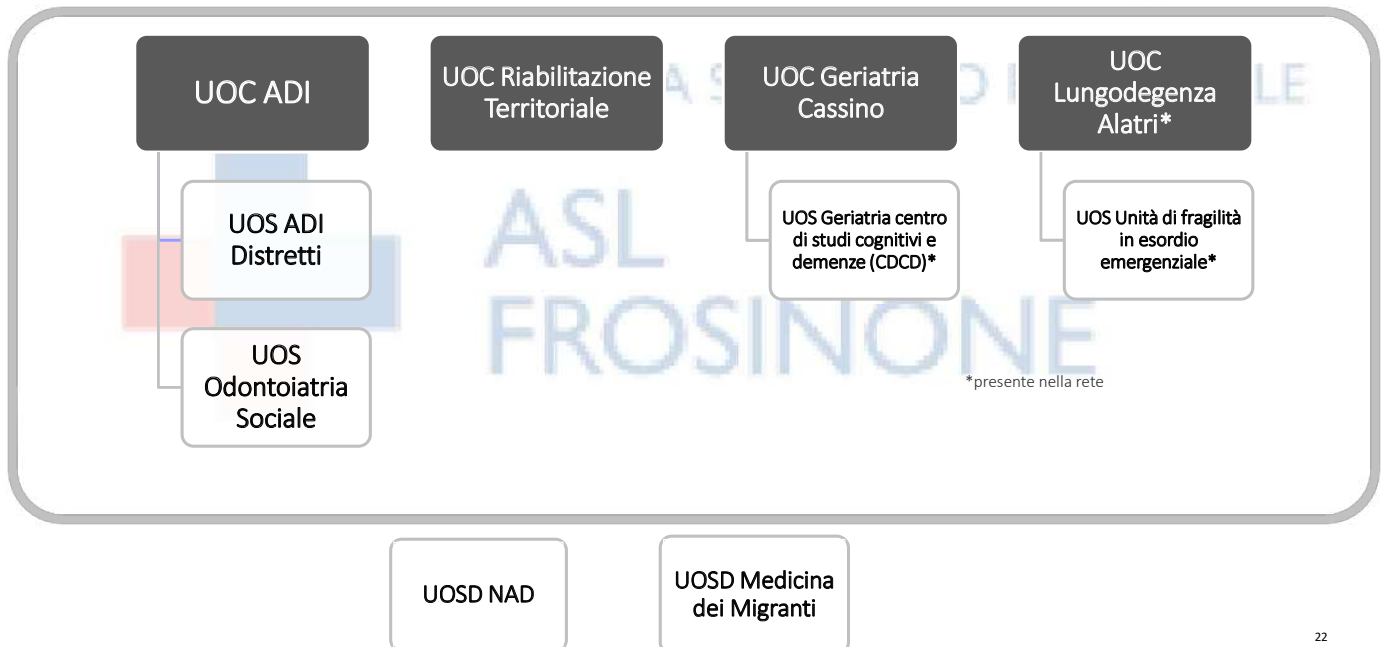 UOC ADI
UOC Riabilitazione
Territoriale
UOC Geriatria
Cassino
UOC
Lungodegenza
Alatri*
UOS ADI
Distretti
UOS Geriatria centro
di studi cognitivi e
demenze (CDCD)*
UOS Unità di fragilità
in esordio
emergenziale*
UOS
Odontoiatria
Sociale
ASL
FROSINONE
*presente nella rete
UOSD NAD
UOSD Medicina
dei Migranti
22